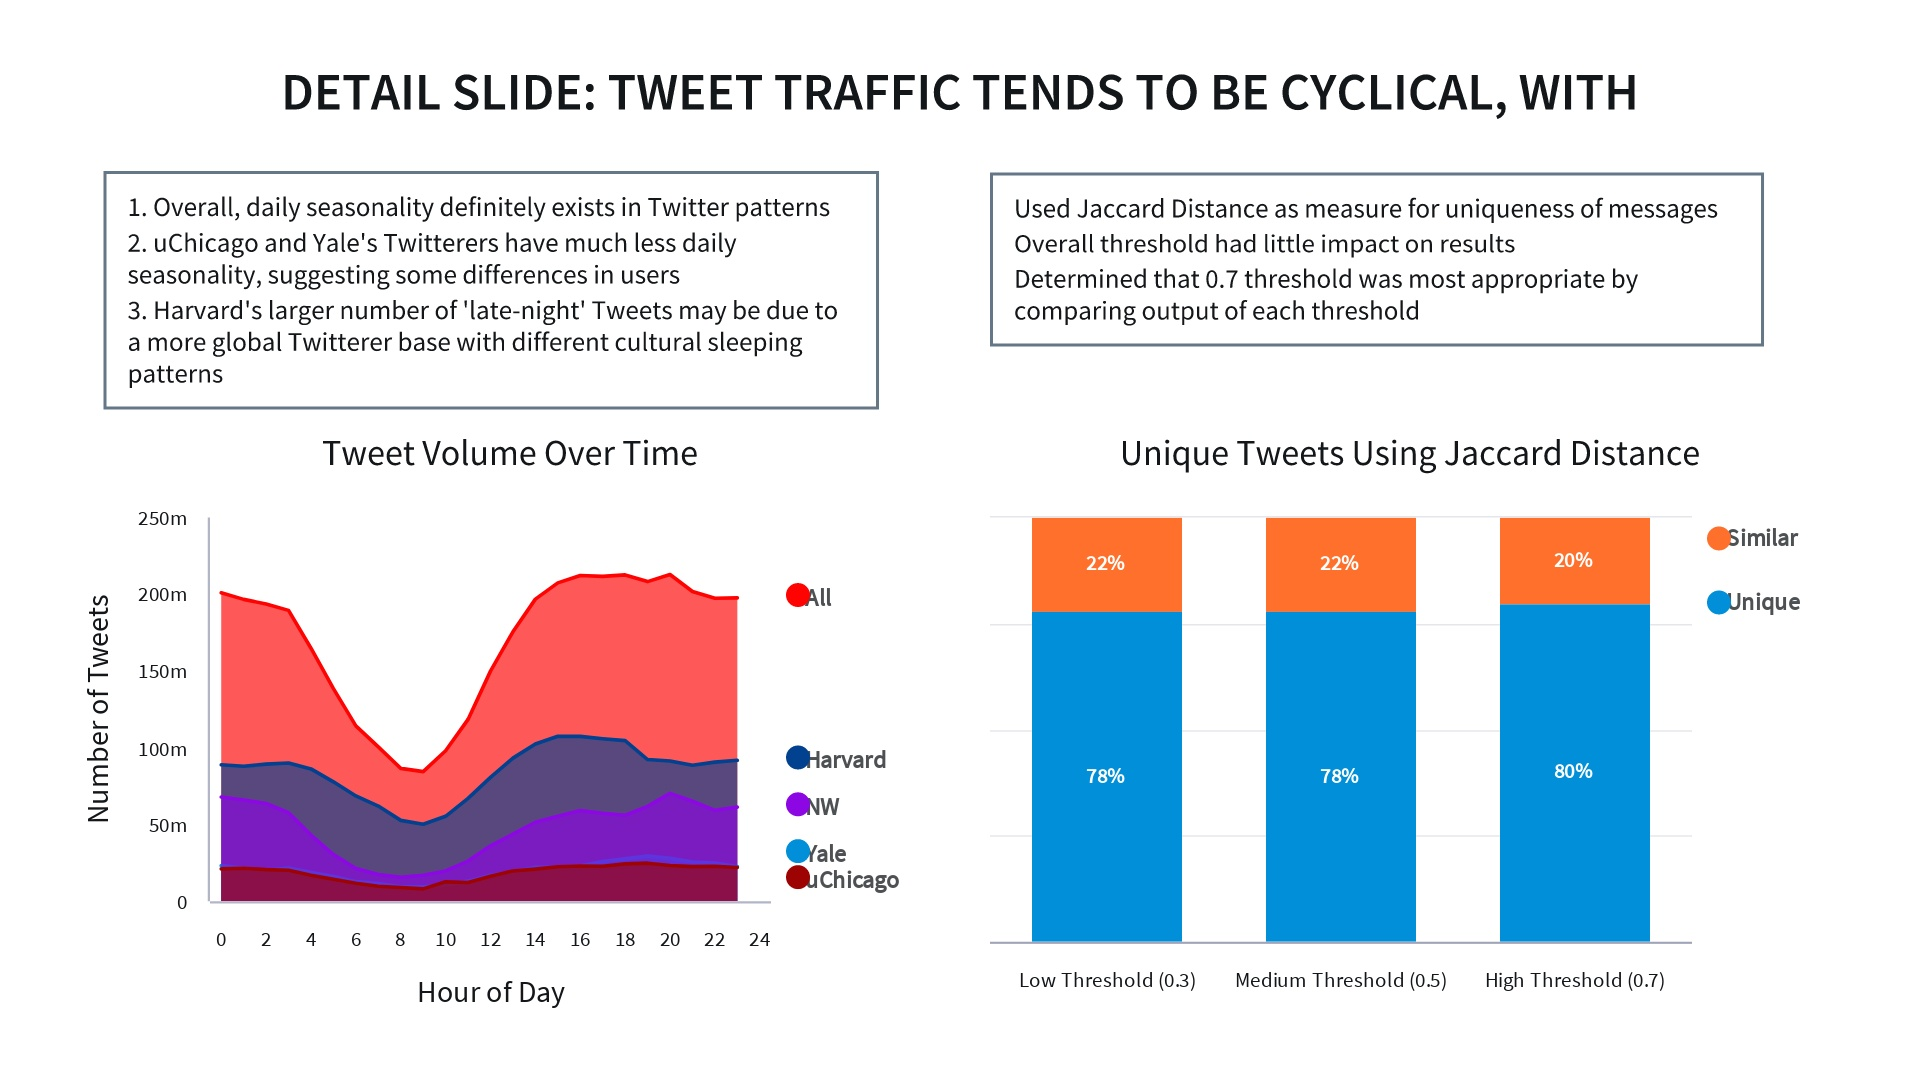 DETAIL SLIDE: TWEET TRAFFIC TENDS TO BE CYCLICAL, WITH
1. Overall, daily seasonality definitely exists in Twitter patterns
2. uChicago and Yale's Twitterers have much less daily
seasonality, suggesting some differences in users
3. Harvard's larger number of 'late-night' Tweets may be due to
a more global Twitterer base with different cultural sleeping
patterns
Used Jaccard Distance as measure for uniqueness of messages
Overall threshold had little impact on results
Determined that 0.7 threshold was most appropriate by
comparing output of each threshold
Tweet Volume Over Time
Number of Tweets
250m
200m
150m
100m
50m
0
0 2 4 6 8 10 12 14 16 18 20 22 24
Hour of Day
All
Harvard
NW
Yale
uChicago
Unique Tweets Using Jaccard Distance
22% 22% 20%
78% 78% 80%
Low Threshold (0.3) Medium Threshold (0.5) High Threshold (0.7)
Similar
Unique